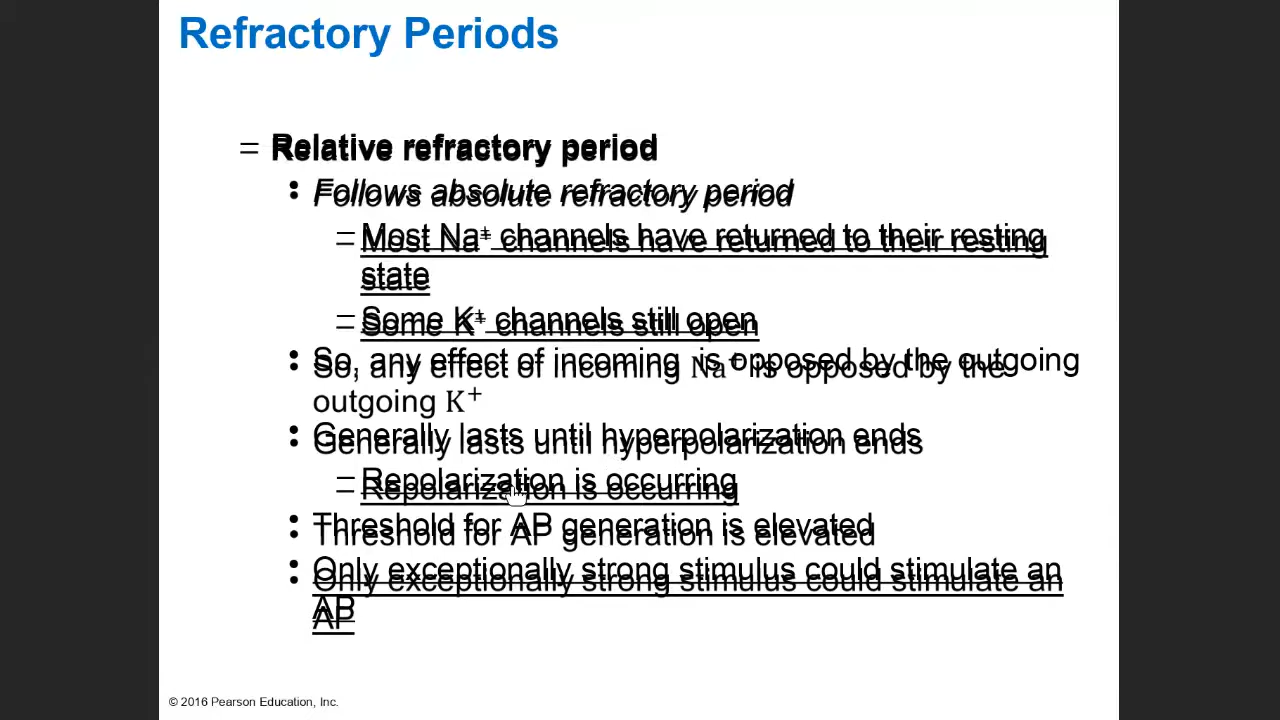 Refractory Periods
– Relative refractory period
• Follows absolute refractory period
– Most Na⁺ channels have returned to their resting
state
– Some K⁺ channels still open
• So, any effect of incoming Na⁺ is opposed by the
outgoing K⁺
• Generally lasts until hyperpolarization ends
– Repolarization is occurring
• Threshold for AP generation is elevated
• Only exceptionally strong stimulus could stimulate an
AP
© 2016 Pearson Education, Inc.